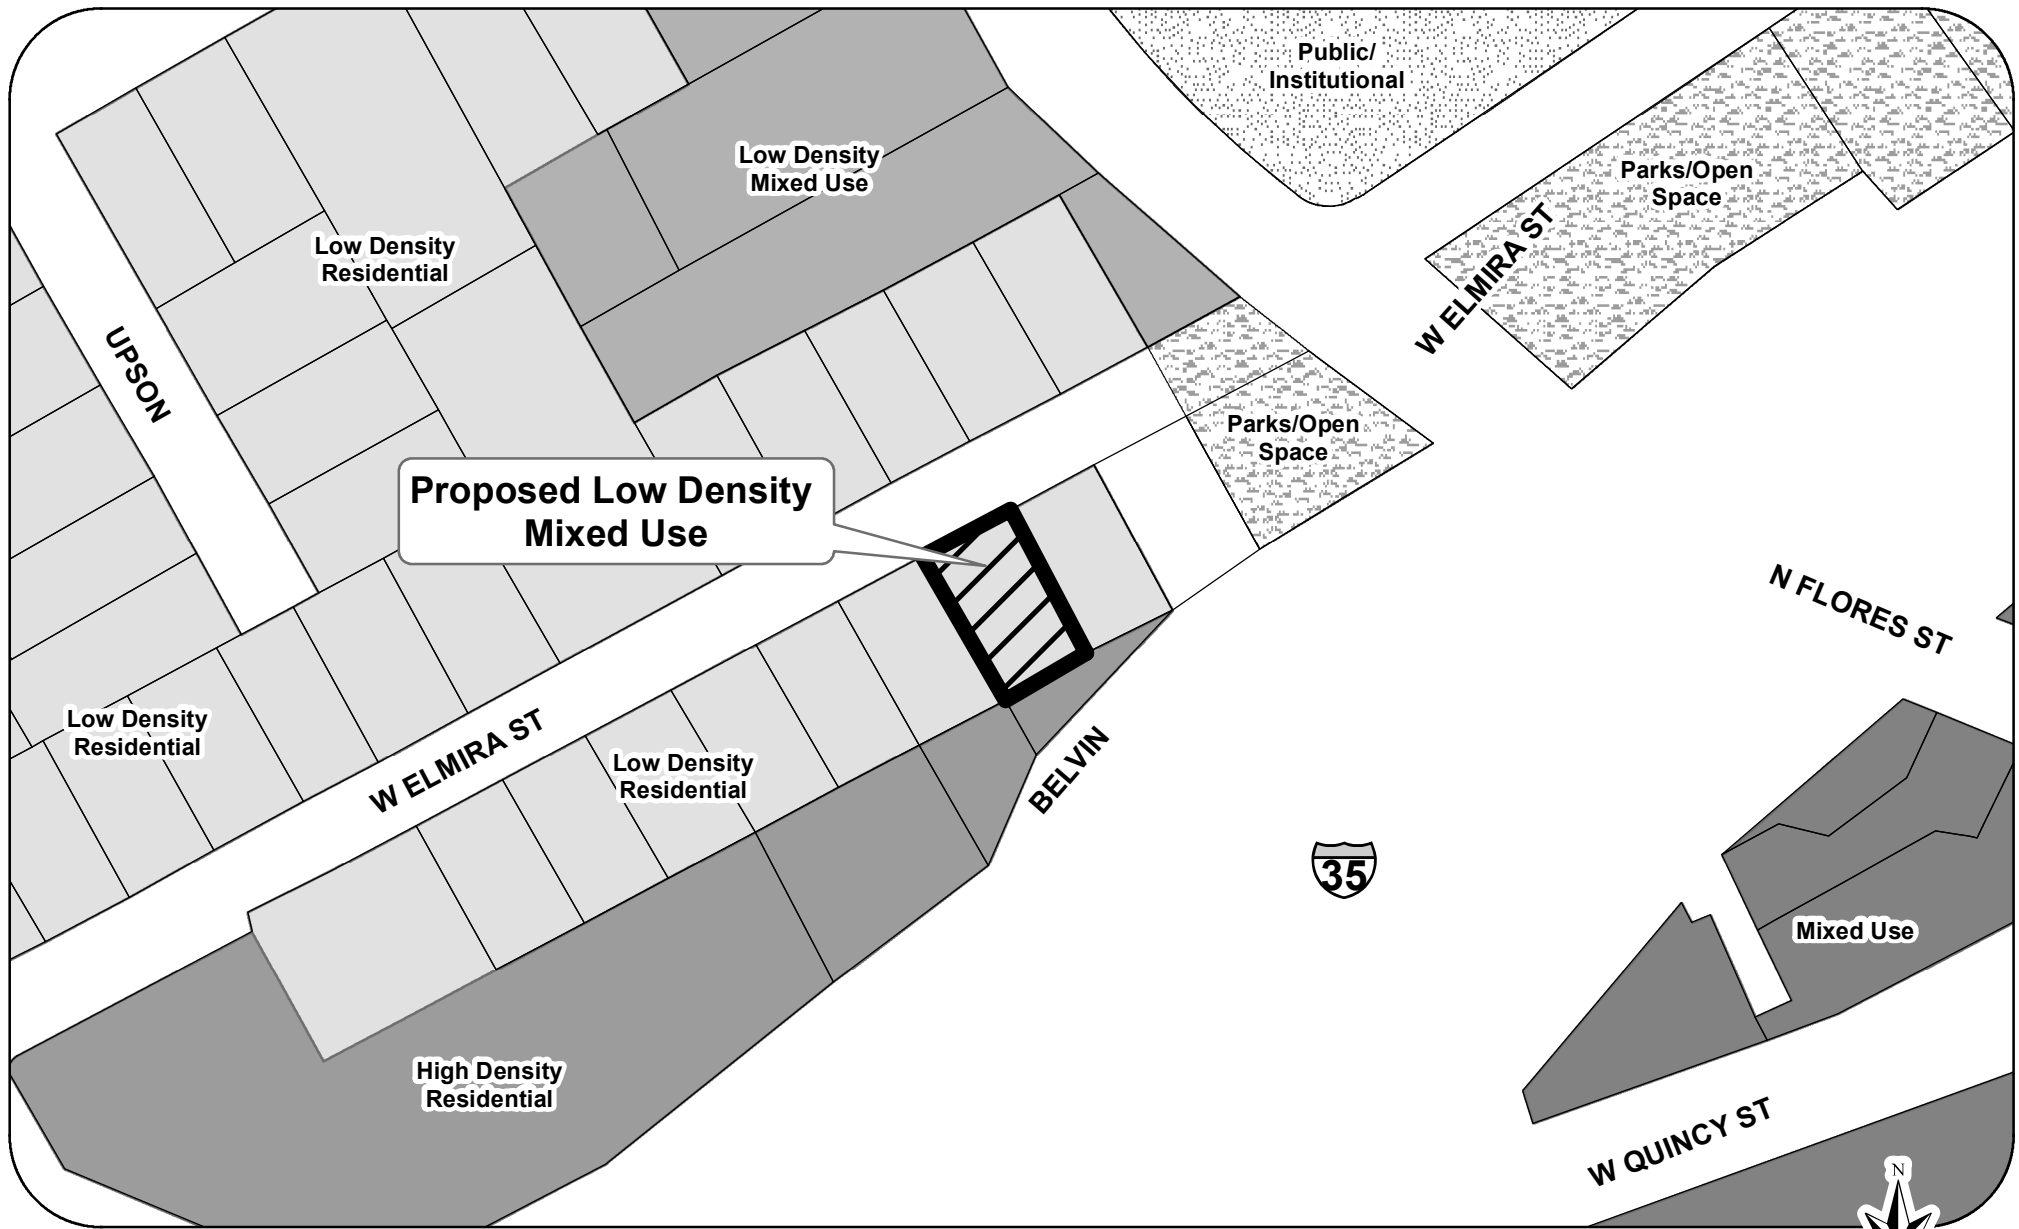 Public/
Institutional
Low Density
Mixed Use
Parks/Open
Space
W ELMIRA ST
Low Density
Residential
UPSON
Parks/Open
Space
Proposed Low Density
Mixed Use
N FLORES ST
Low Density
Residential
W ELMIRA ST
Low Density
Residential
BELVIN
35
Mixed Use
High Density
Residential
W QUINCY ST
N